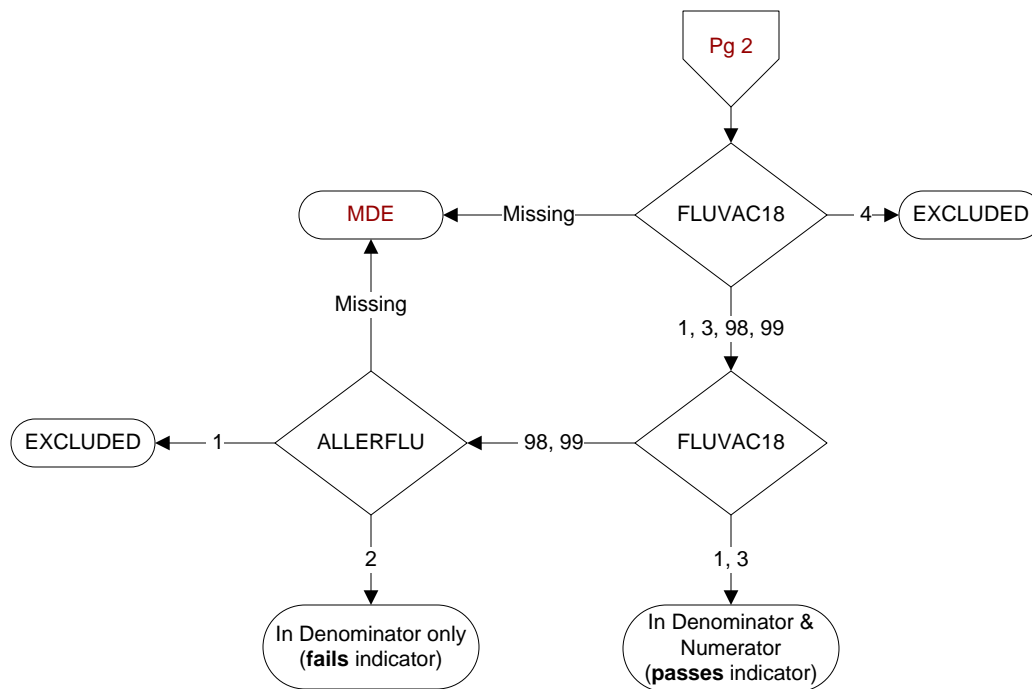 Pg 2
MDE
Missing
FLUVAC18
4
EXCLUDED
Missing
1, 3, 98, 99
EXCLUDED
1
ALLERFLU
98, 99
FLUVAC18
2
1, 3
In Denominator only
(fails indicator)
In Denominator &
Numerator
(passes indicator)